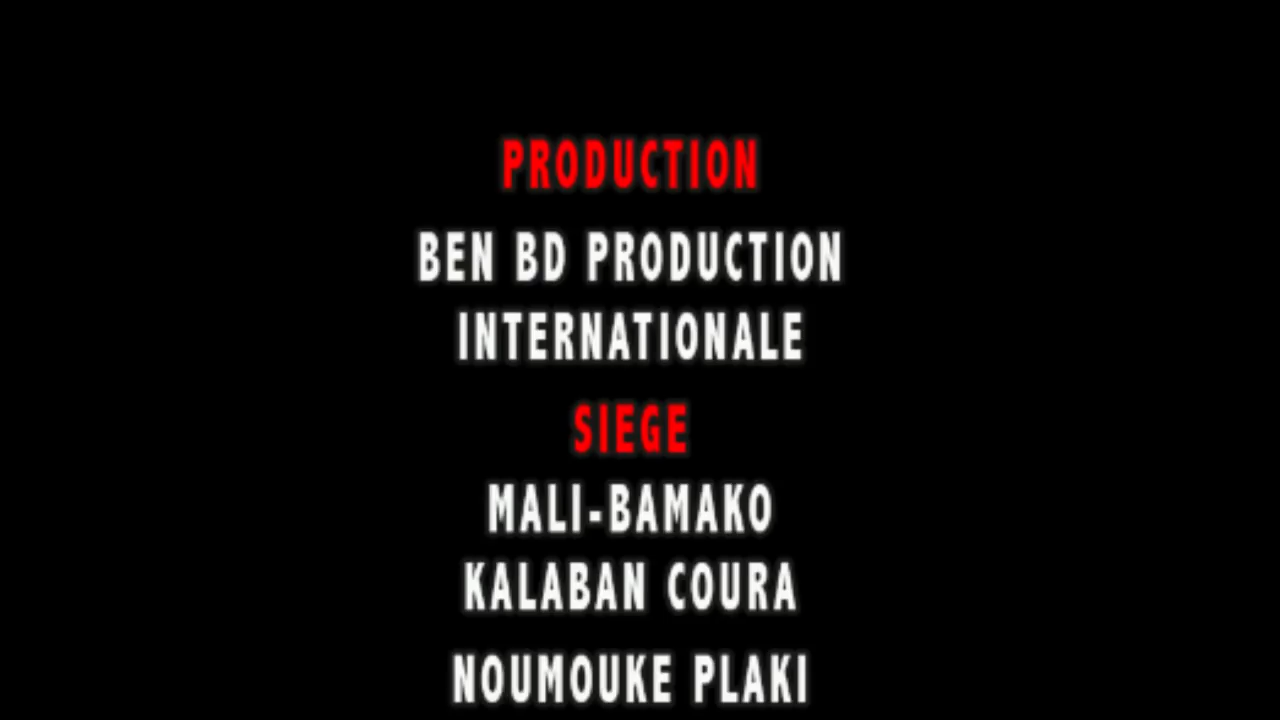 PRODUCTION
BEN BD PRODUCTION
INTERNATIONALE
SIEGE
MALI-BAMAKO
KALABAN COURA
NOUMOUKE PLAKI